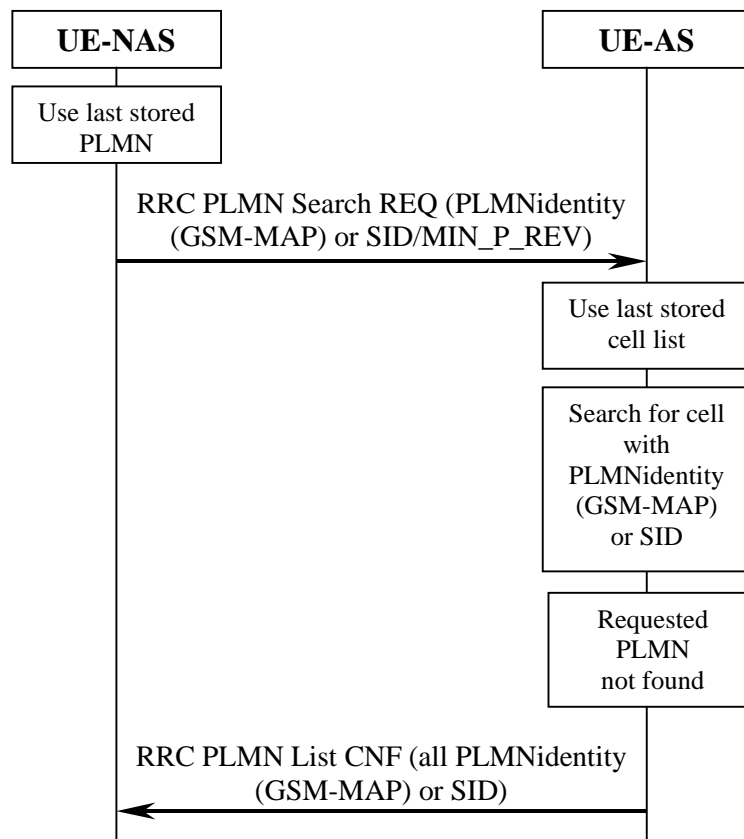 UE-NAS
UE-AS
Use last stored
PLMN
RRC PLMN Search REQ (PLMNidentity
(GSM-MAP) or SID/MIN_P_REV)
Use last stored
cell list
Search for cell
with
PLMNidentity
(GSM-MAP)
or SID
Requested
PLMN
not found
RRC PLMN List CNF (all PLMNidentity
(GSM-MAP) or SID)